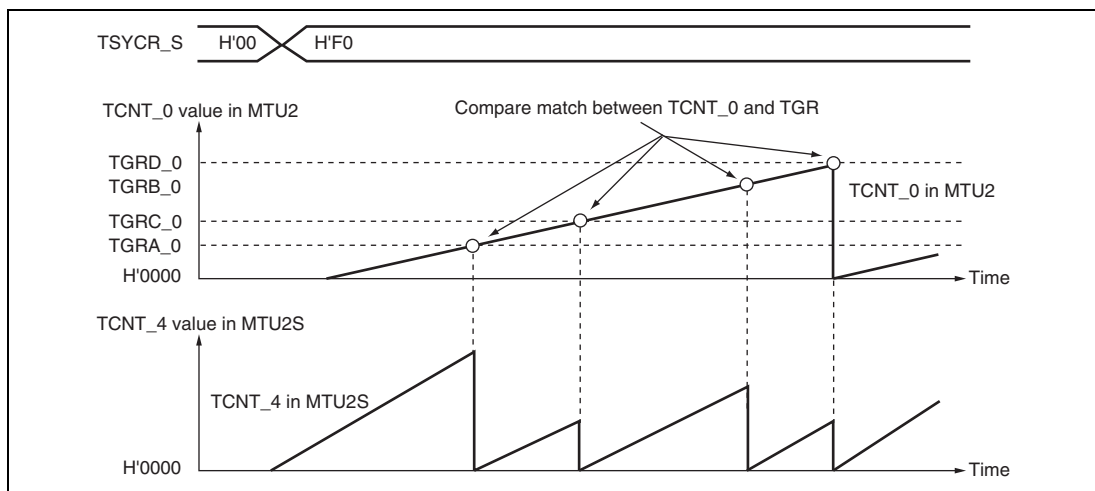 TSYCR_S H'00 H'F0
TCNT_0 value in MTU2
Compare match between TCNT_0 and TGR
TGRD_0
TGRB_0
TCNT_0 in MTU2
TGRC_0
TGRA_0
H'0000
Time
TCNT_4 value in MTU2S
TCNT_4 in MTU2S
H'0000
Time